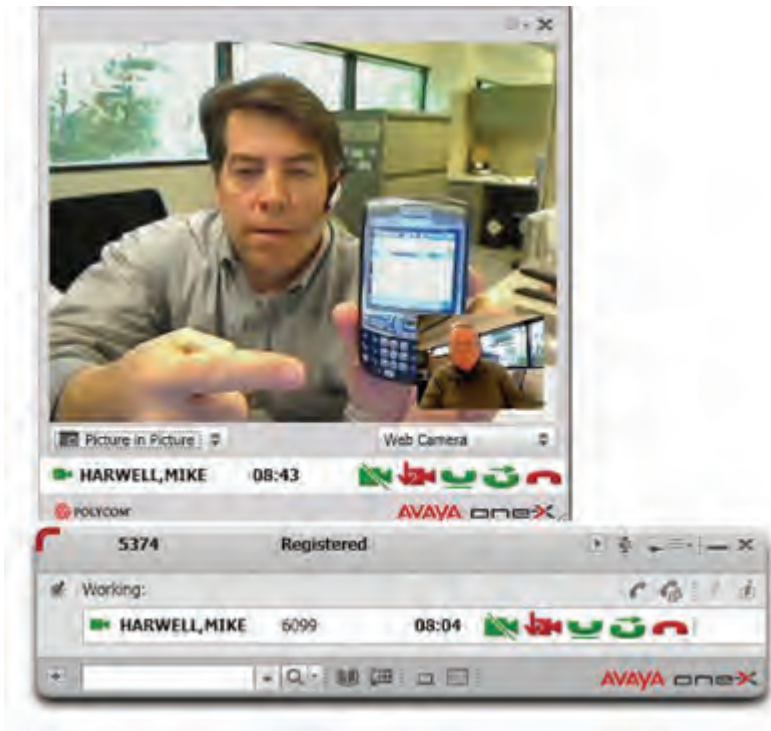 Picture in Picture
Web Camera
HARWELL,MIKE 08:43
POLYCOM AVAYA one-X
5374 Registered
Working:
HARWELL,MIKE 6099 08:04
AVAYA one-X